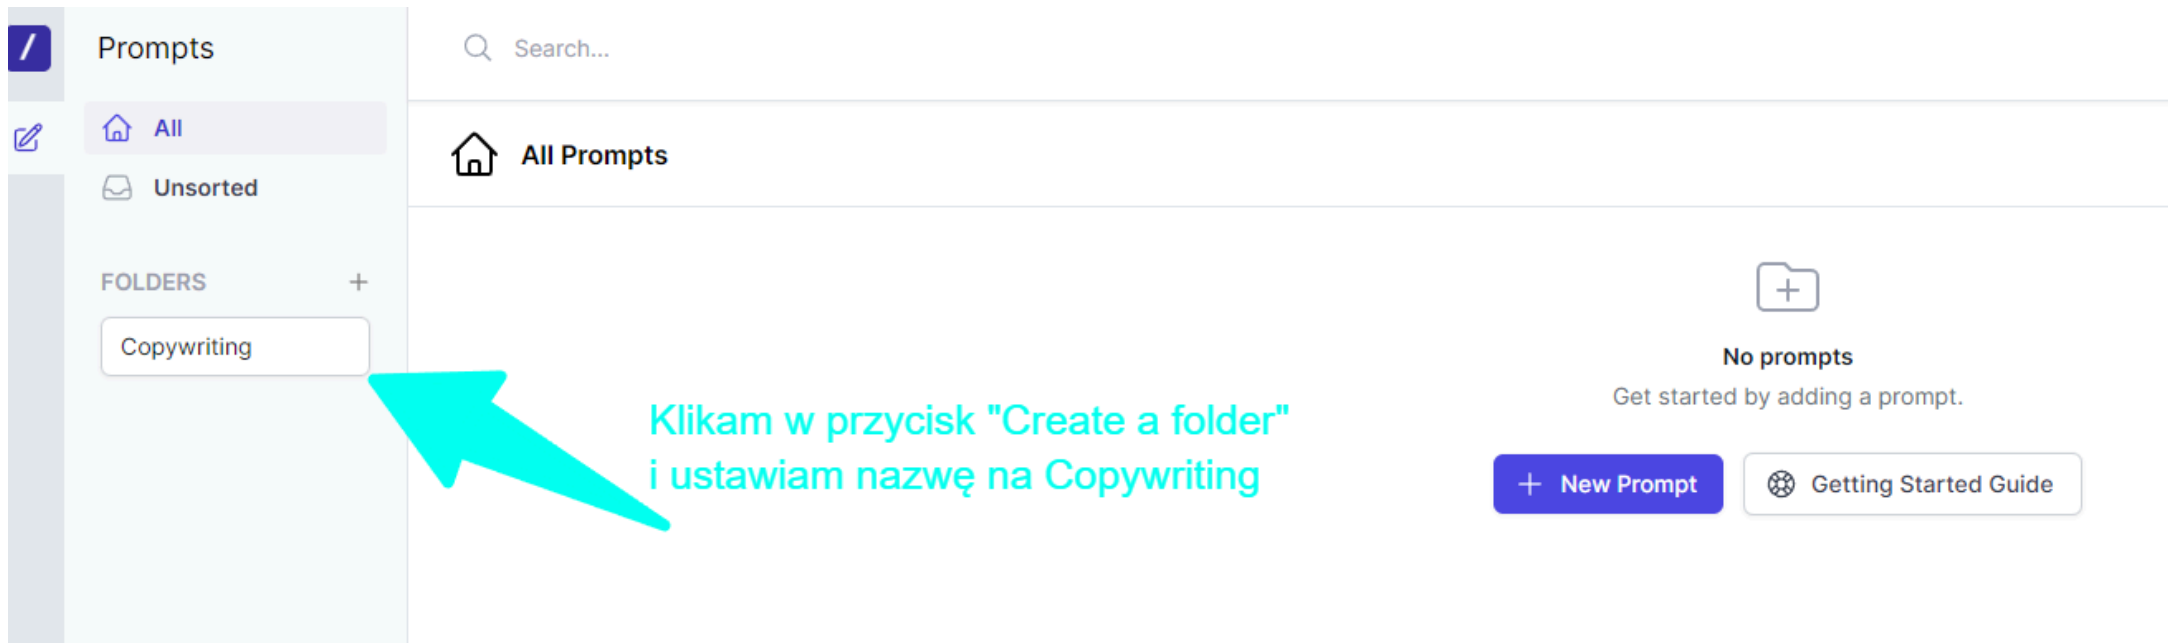 /
Prompts
Search...
All
All Prompts
Unsorted
FOLDERS +
Copywriting
No prompts
Get started by adding a prompt.
Klikam w przycisk "Create a folder"
i ustawiam nazwę na Copywriting
+ New Prompt
Getting Started Guide